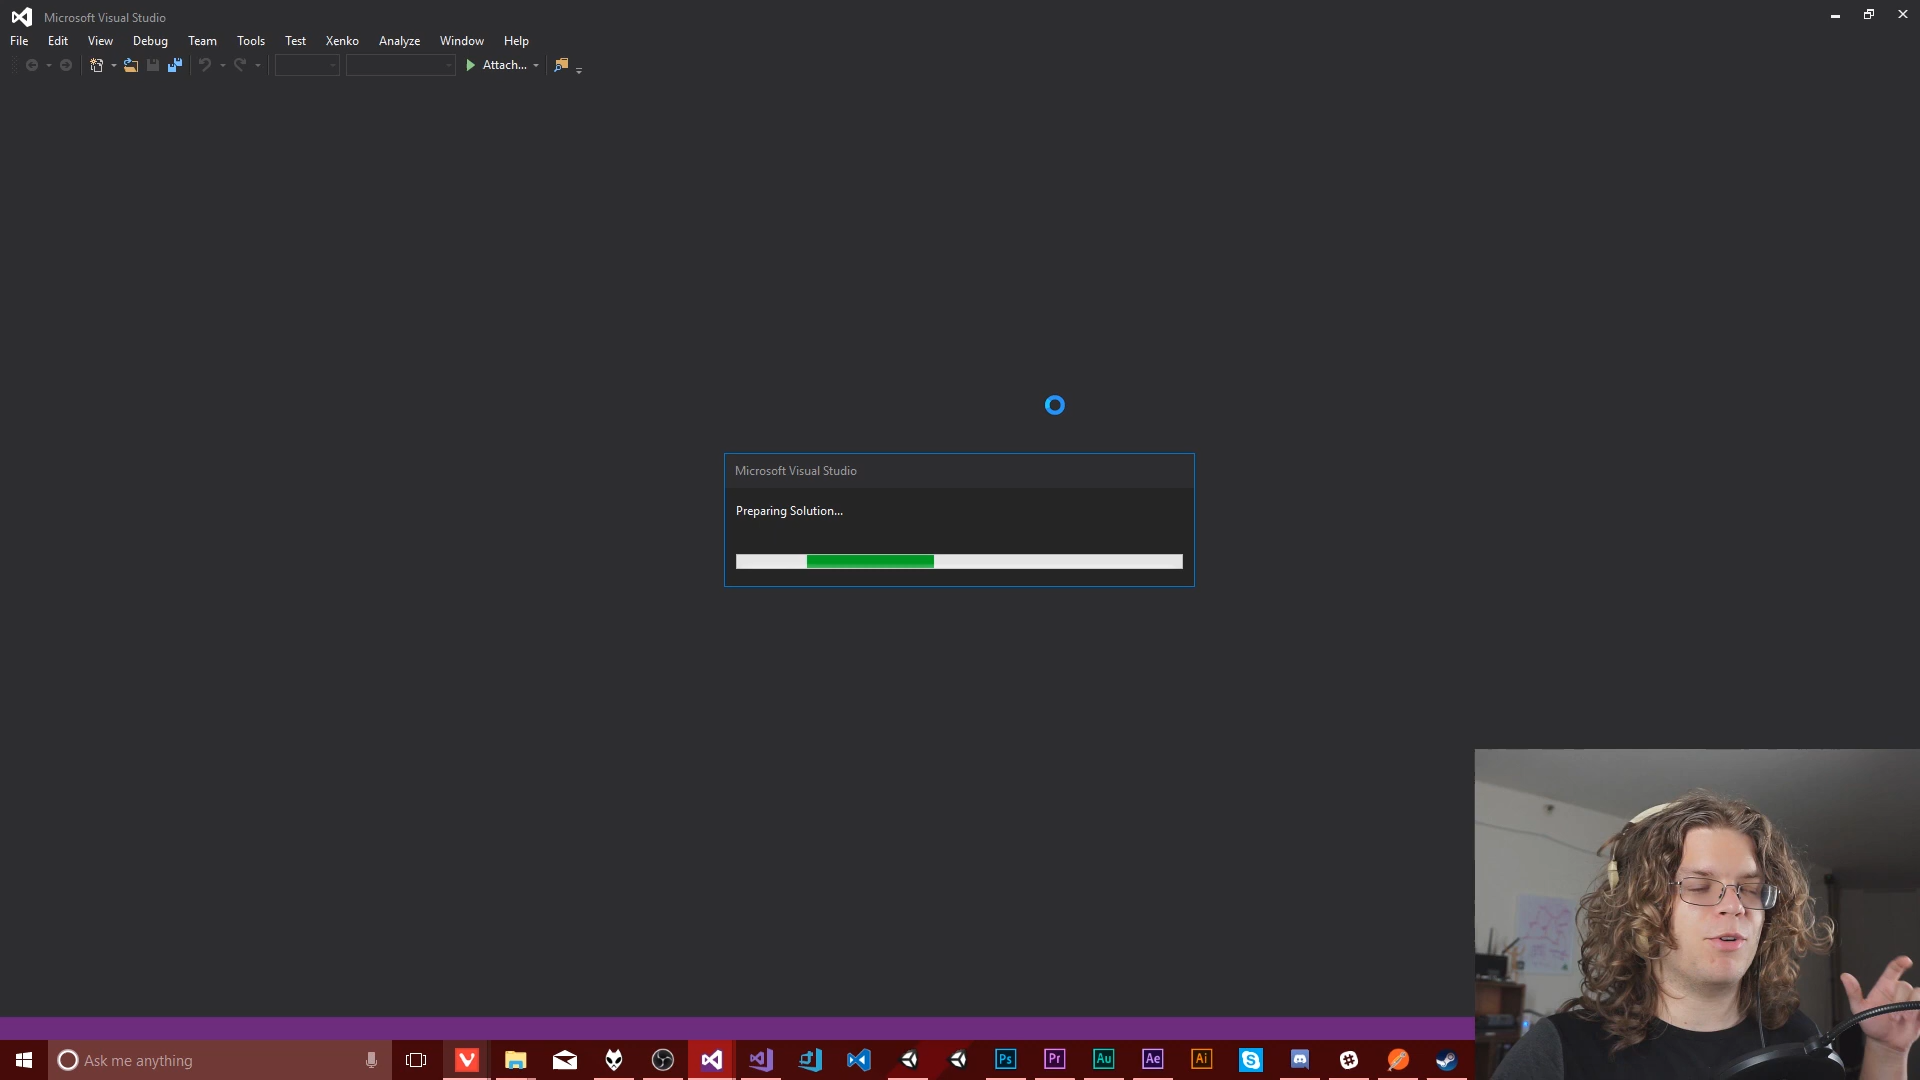 Microsoft Visual Studio
File Edit View Debug Team Tools Test Xenko Analyze Window Help
Attach...
Microsoft Visual Studio
Preparing Solution...
Ask me anything
Ps Pr Au Ae Ai